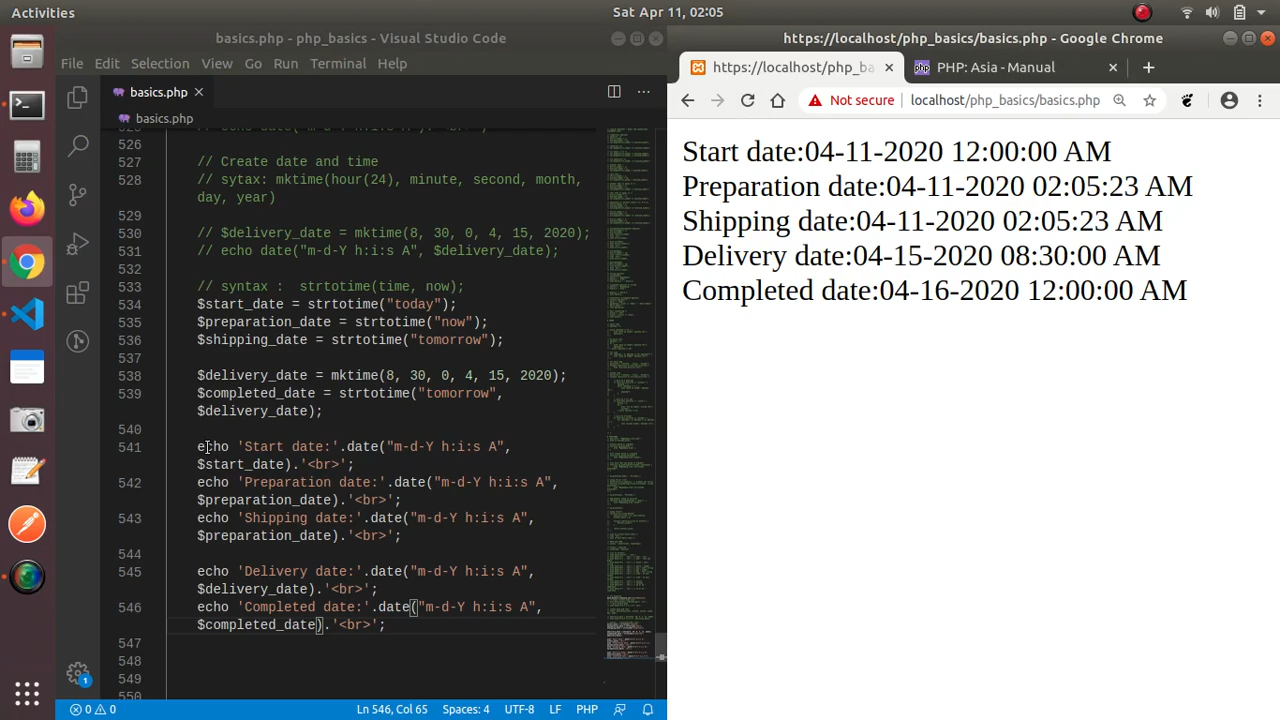 Activities
Sat Apr 11, 02:05
basics.php - php_basics - Visual Studio Code
File Edit Selection View Go Run Terminal Help
basics.php
basics.php
526
527 // Create date and time
528 // sytax: mktime(hour(24), minute, second, month,
day, year)
529
530 // $delivery_date = mktime(8, 30, 0, 4, 15, 2020);
531 // echo date("m-d-Y h:i:s A", $delivery_date);
532
533 // syntax : strtotime(time, now);
534 $start_date = strtotime("today");
535 $preparation_date = strtotime("now");
536 $shipping_date = strtotime("tomorrow");
537
538 $delivery_date = mktime(8, 30, 0, 4, 15, 2020);
539 $completed_date = strtotime("tomorrow",
$delivery_date);
540
541 echo 'Start date:'.date("m-d-Y h:i:s A",
$start_date).'<br>';
542 echo 'Preparation date:'.date("m-d-Y h:i:s A",
$preparation_date).'<br>';
543 echo 'Shipping date:'.date("m-d-Y h:i:s A",
$preparation_date).'<br>';
544
545 echo 'Delivery date:'.date("m-d-Y h:i:s A",
$delivery_date).'<br>';
546 echo 'Completed date:'.date("m-d-Y h:i:s A",
$completed_date).'<br>';
547
548
549
550
1
0 0 Ln 546, Col 65 Spaces: 4 UTF-8 LF PHP
https://localhost/php_basics/basics.php - Google Chrome
https://localhost/php_ba
PHP: Asia - Manual
Not secure localhost/php_basics/basics.php
Start date:04-11-2020 12:00:00 AM
Preparation date:04-11-2020 02:05:23 AM
Shipping date:04-11-2020 02:05:23 AM
Delivery date:04-15-2020 08:30:00 AM
Completed date:04-16-2020 12:00:00 AM